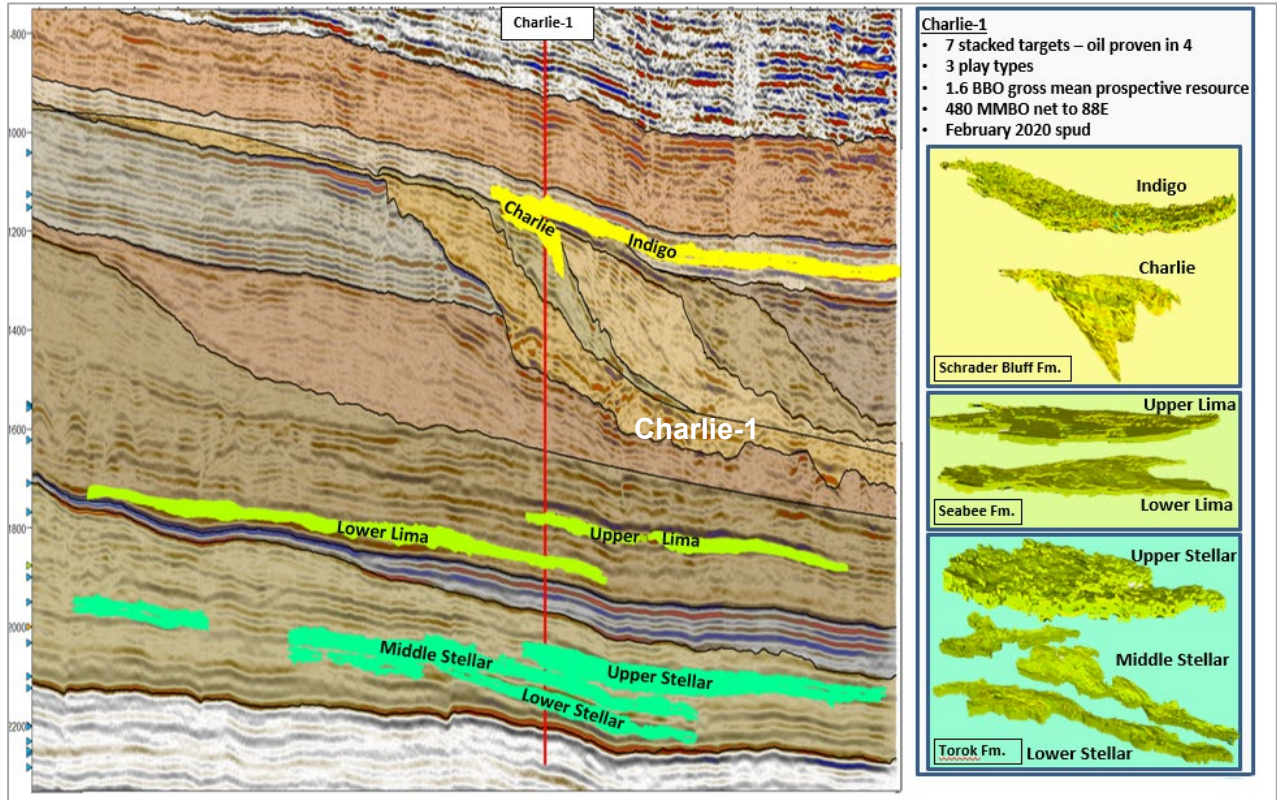 Charlie-1
-800
1000
1200
1400
1600
1800
2000
2200
Charlie
Indigo
Charlie-1
Lower Lima
Upper Lima
Middle Stellar
Upper Stellar
Lower Stellar
Charlie-1
• 7 stacked targets – oil proven in 4
• 3 play types
• 1.6 BBO gross mean prospective resource
• 480 MMBO net to 88E
• February 2020 spud
Indigo
Charlie
Schrader Bluff Fm.
Upper Lima
Lower Lima
Seabee Fm.
Upper Stellar
Middle Stellar
Lower Stellar
Torok Fm.